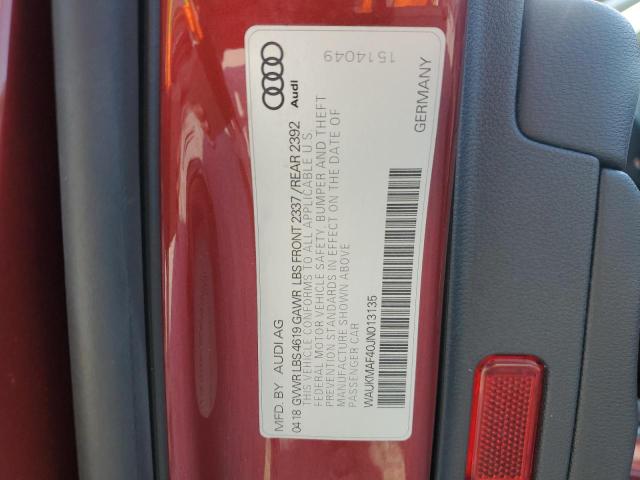 MFD. BY AUDI AG
Audi
0418 GVWR LBS 4619 GAWR LBS FRONT 2337 / REAR 2392
THIS VEHICLE CONFORMS TO ALL APPLICABLE U.S.
FEDERAL MOTOR VEHICLE SAFETY, BUMPER AND THEFT
PREVENTION STANDARDS IN EFFECT ON THE DATE OF
MANUFACTURE SHOWN ABOVE
PASSENGER CAR
1514049
WAUKMAF40JN013135
GERMANY